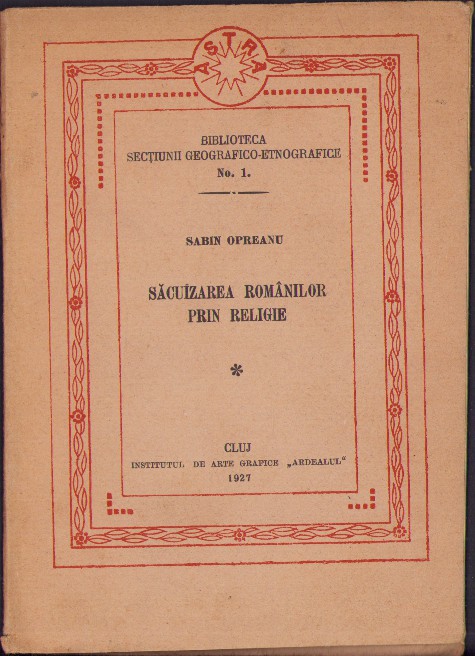 ASTRA
BIBLIOTECA
SECȚIUNII GEOGRAFICO-ETNOGRAFICE
No. 1.
SABIN OPREANU
SĂCUIZAREA ROMÂNILOR
PRIN RELIGIE
*
CLUJ
INSTITUTUL DE ARTE GRAFICE „ARDEALUL“
1927